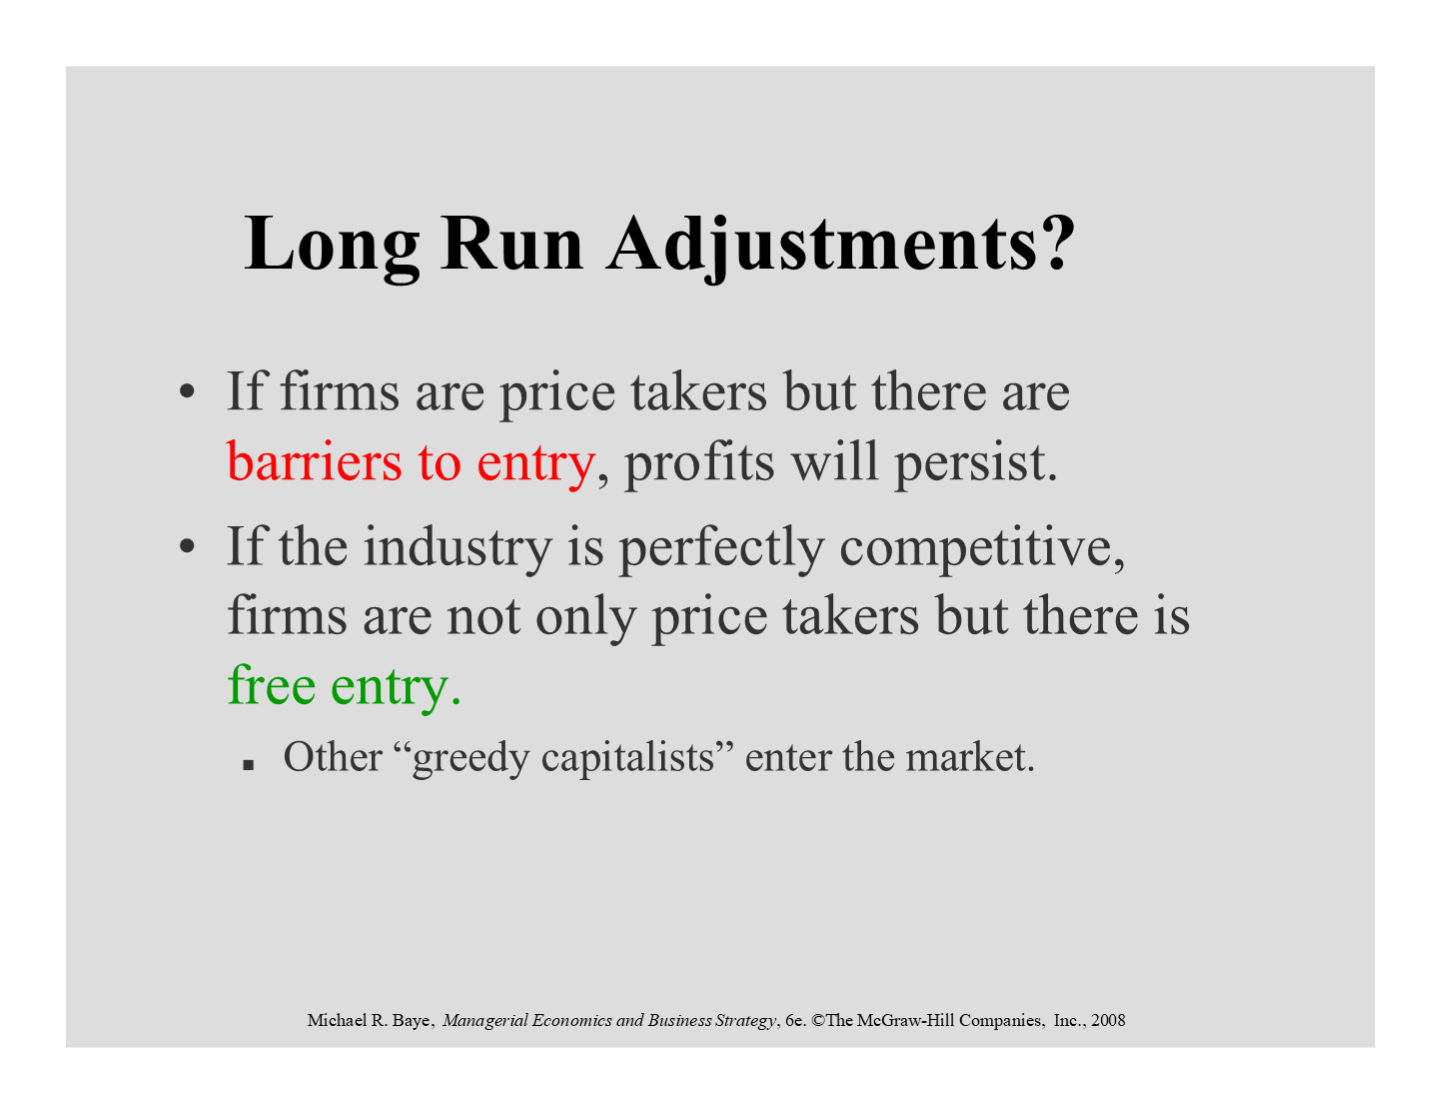 Long Run Adjustments?
• If firms are price takers but there are
barriers to entry, profits will persist.
• If the industry is perfectly competitive,
firms are not only price takers but there is
free entry.
▪ Other “greedy capitalists” enter the market.
Michael R. Baye, Managerial Economics and Business Strategy, 6e. ©The McGraw-Hill Companies, Inc., 2008